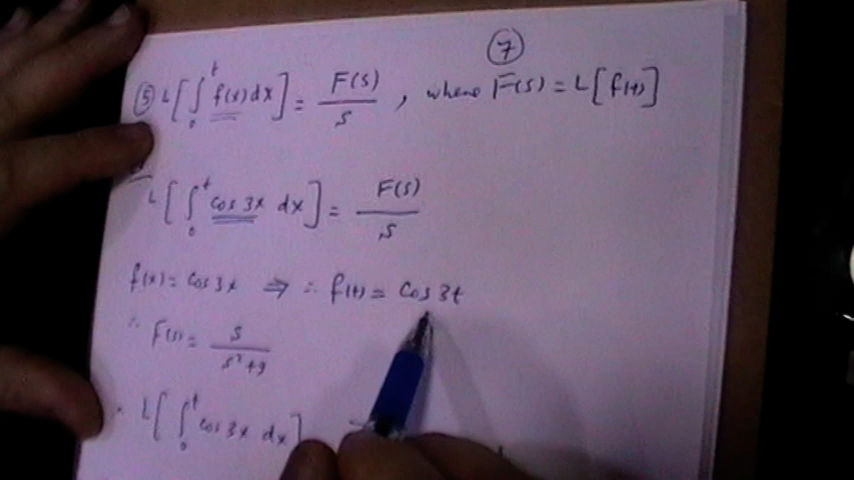 ⑦
⑤ L[∫₀ᵗ f(x)dx] = F(s)/s , where F(s) = L[f(t)]
L[∫₀ᵗ cos 3x dx] = F(s)/s
f(x) = cos 3x ⇒ ∴ f(t) = cos 3t
∴ F(s) = s/s²+9
L[∫₀ᵗ cos 3x dx]